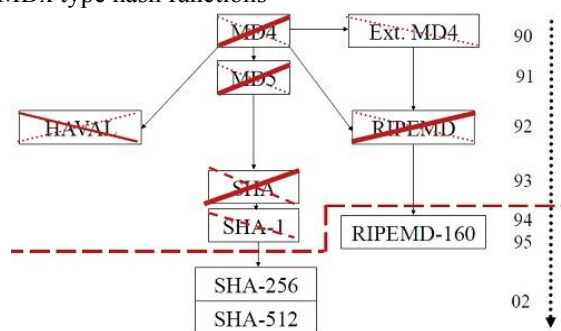 MDx-type hash functions
MD4 Ext. MD4 90
MD5 91
HAVAL RIPEMD 92
SHA 93
SHA-1 94
RIPEMD-160 95
SHA-256
SHA-512 02